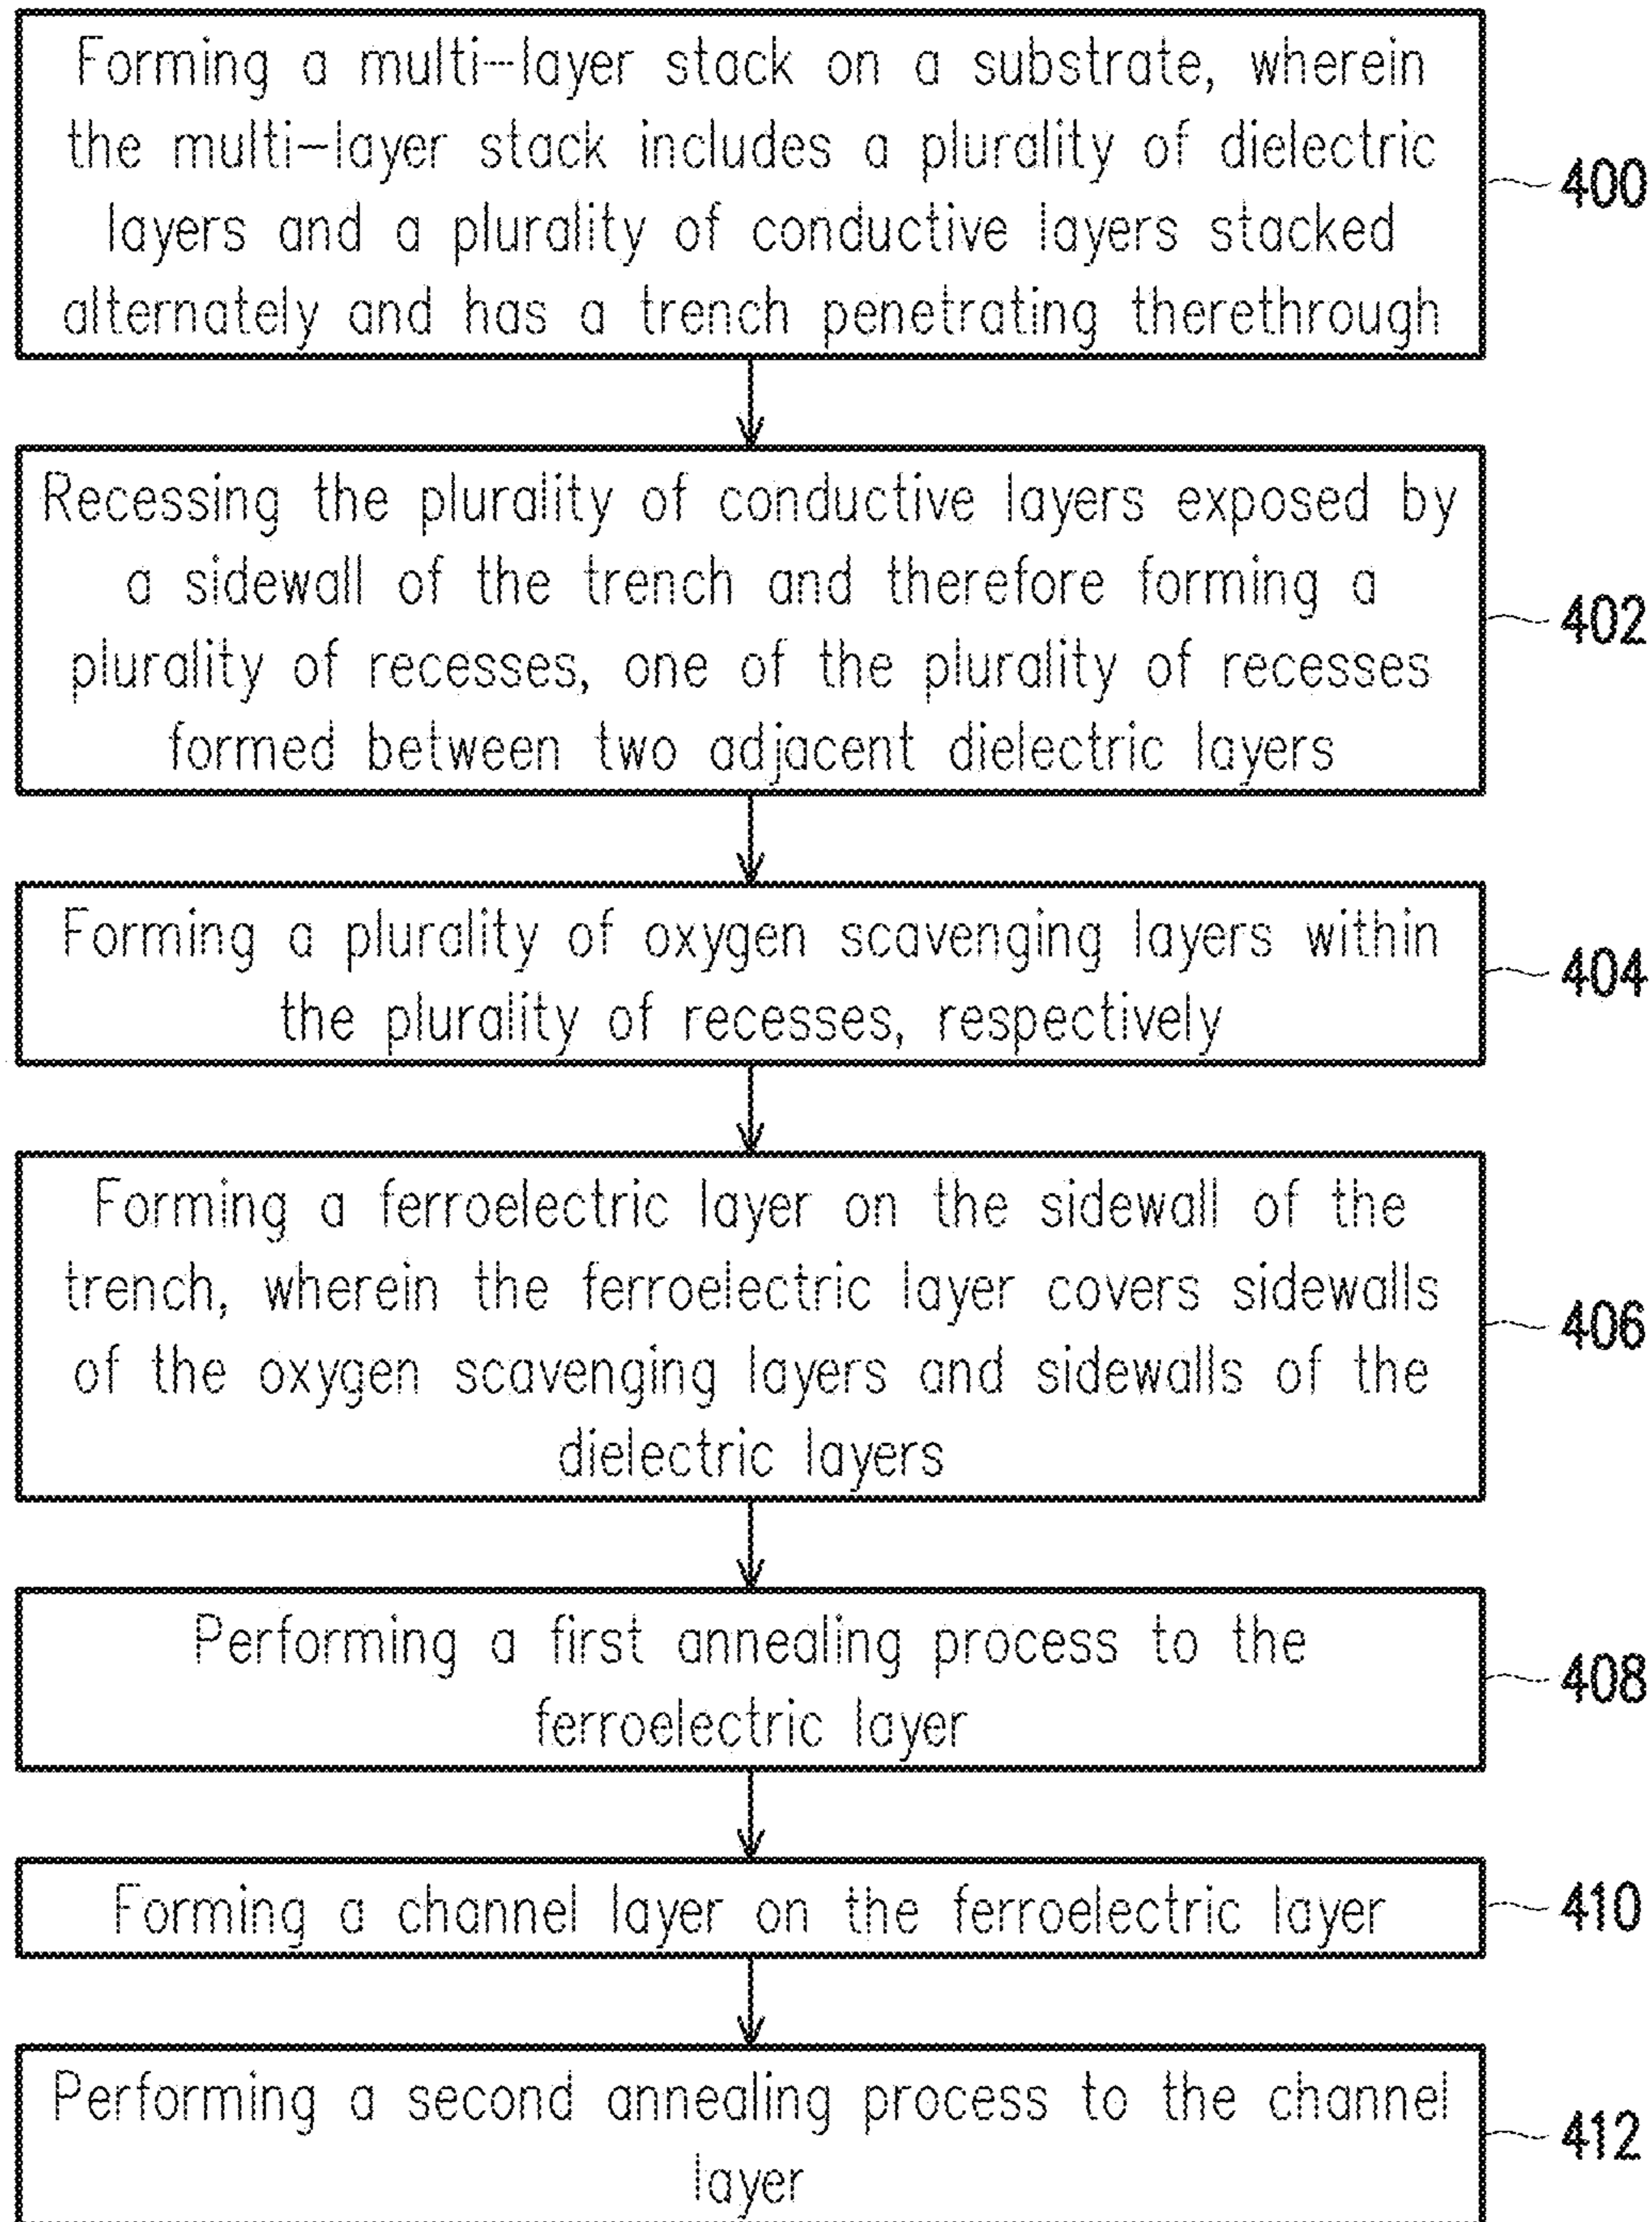 Forming a multi-layer stack on a substrate, wherein
the multi-layer stack includes a plurality of dielectric
layers and a plurality of conductive layers stacked
alternately and has a trench penetrating therethrough
400
Recessing the plurality of conductive layers exposed by
a sidewall of the trench and therefore forming a
plurality of recesses, one of the plurality of recesses
formed between two adjacent dielectric layers
402
Forming a plurality of oxygen scavenging layers within
the plurality of recesses, respectively
404
Forming a ferroelectric layer on the sidewall of the
trench, wherein the ferroelectric layer covers sidewalls
of the oxygen scavenging layers and sidewalls of the
dielectric layers
406
Performing a first annealing process to the
ferroelectric layer
408
Forming a channel layer on the ferroelectric layer
410
Performing a second annealing process to the channel
layer
412